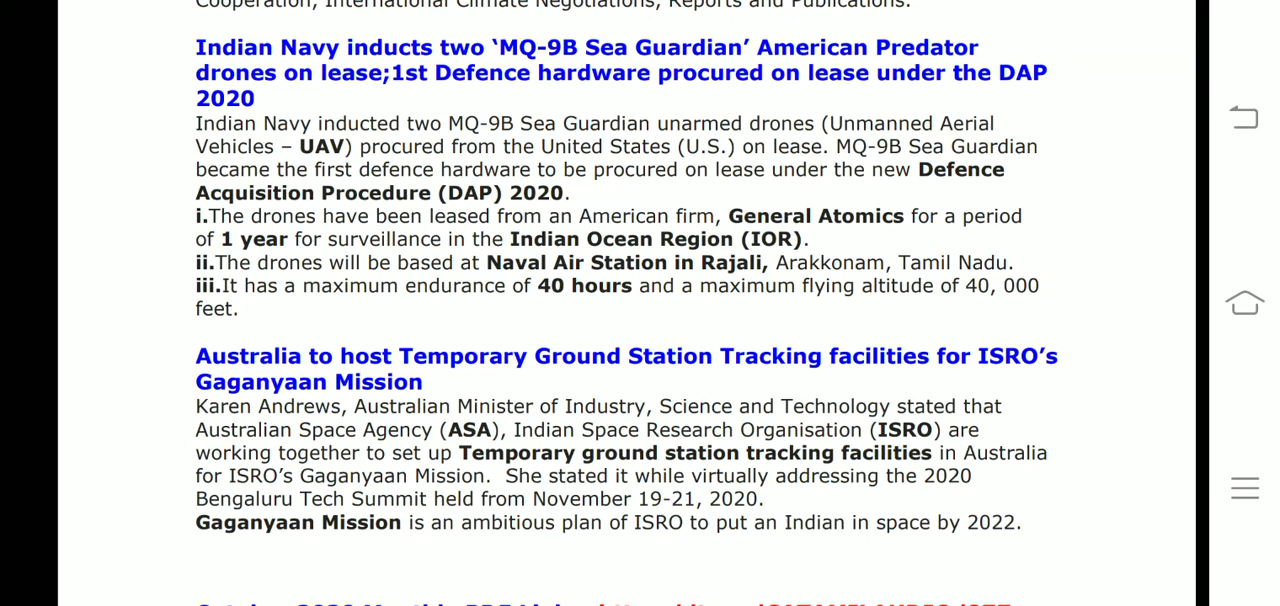 Cooperation, International Climate Negotiations, Reports and Publications.
Indian Navy inducts two ‘MQ-9B Sea Guardian’ American Predator
drones on lease;1st Defence hardware procured on lease under the DAP
2020
Indian Navy inducted two MQ-9B Sea Guardian unarmed drones (Unmanned Aerial
Vehicles – UAV) procured from the United States (U.S.) on lease. MQ-9B Sea Guardian
became the first defence hardware to be procured on lease under the new Defence
Acquisition Procedure (DAP) 2020.
i.The drones have been leased from an American firm, General Atomics for a period
of 1 year for surveillance in the Indian Ocean Region (IOR).
ii.The drones will be based at Naval Air Station in Rajali, Arakkonam, Tamil Nadu.
iii.It has a maximum endurance of 40 hours and a maximum flying altitude of 40, 000
feet.
Australia to host Temporary Ground Station Tracking facilities for ISRO’s
Gaganyaan Mission
Karen Andrews, Australian Minister of Industry, Science and Technology stated that
Australian Space Agency (ASA), Indian Space Research Organisation (ISRO) are
working together to set up Temporary ground station tracking facilities in Australia
for ISRO’s Gaganyaan Mission.  She stated it while virtually addressing the 2020
Bengaluru Tech Summit held from November 19-21, 2020.
Gaganyaan Mission is an ambitious plan of ISRO to put an Indian in space by 2022.